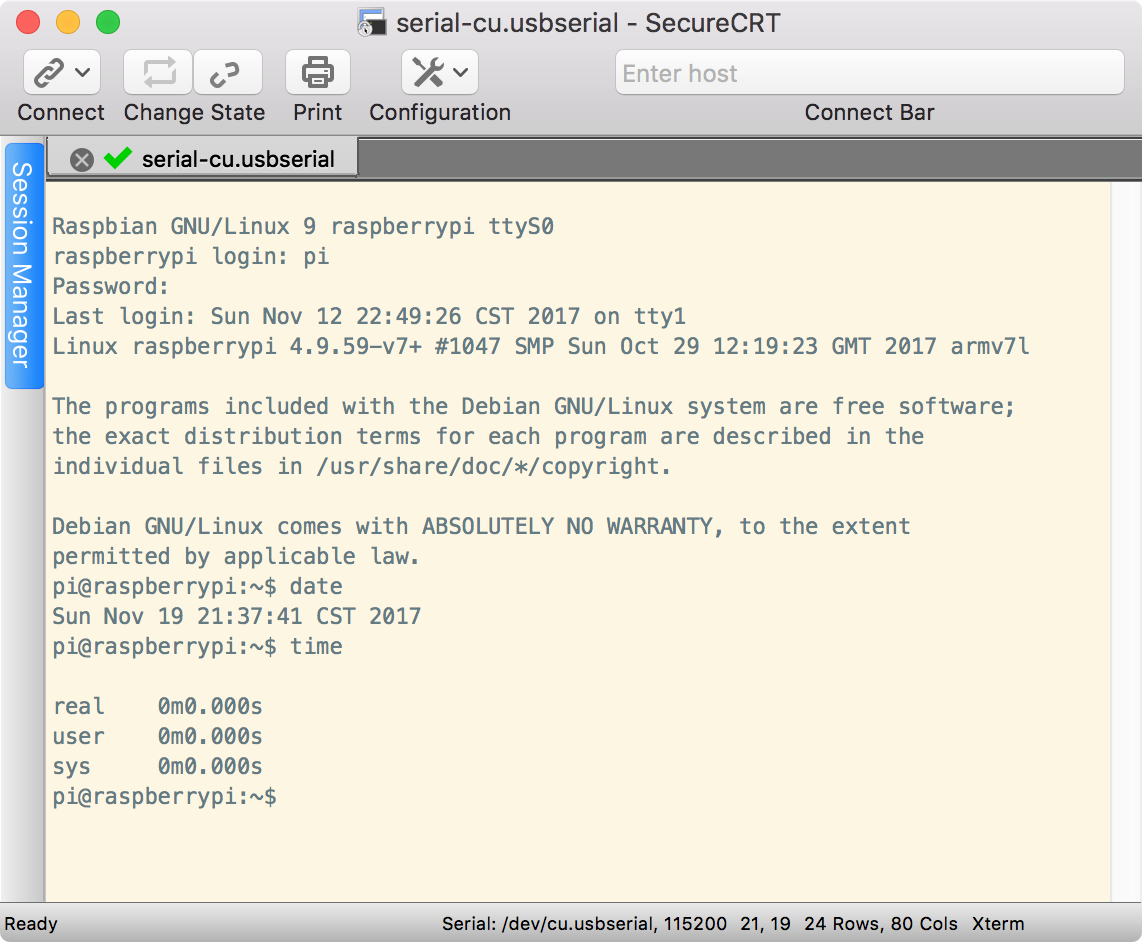 serial-cu.usbserial - SecureCRT
Enter host
Connect Change State Print Configuration Connect Bar
serial-cu.usbserial
Session Manager
Raspbian GNU/Linux 9 raspberrypi ttyS0
raspberrypi login: pi
Password:
Last login: Sun Nov 12 22:49:26 CST 2017 on tty1
Linux raspberrypi 4.9.59-v7+ #1047 SMP Sun Oct 29 12:19:23 GMT 2017 armv7l
The programs included with the Debian GNU/Linux system are free software;
the exact distribution terms for each program are described in the
individual files in /usr/share/doc/*/copyright.
Debian GNU/Linux comes with ABSOLUTELY NO WARRANTY, to the extent
permitted by applicable law.
pi@raspberrypi:~$ date
Sun Nov 19 21:37:41 CST 2017
pi@raspberrypi:~$ time
real 0m0.000s
user 0m0.000s
sys 0m0.000s
pi@raspberrypi:~$
Ready Serial: /dev/cu.usbserial, 115200 21, 19 24 Rows, 80 Cols Xterm